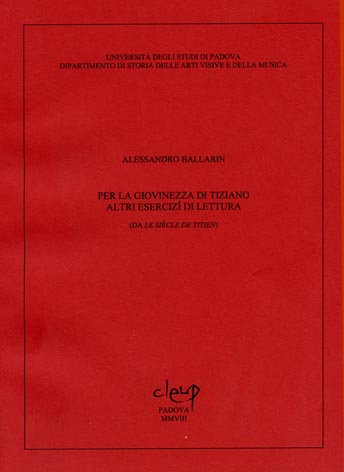 UNIVERSITÀ DEGLI STUDI DI PADOVA
DIPARTIMENTO DI STORIA DELLE ARTI VISIVE E DELLA MUSICA
ALESSANDRO BALLARIN
PER LA GIOVINEZZA DI TIZIANO
ALTRI ESERCIZÎ DI LETTURA
(DA LE SIÈCLE DE TITIEN)
cleup
PADOVA
MMVIII